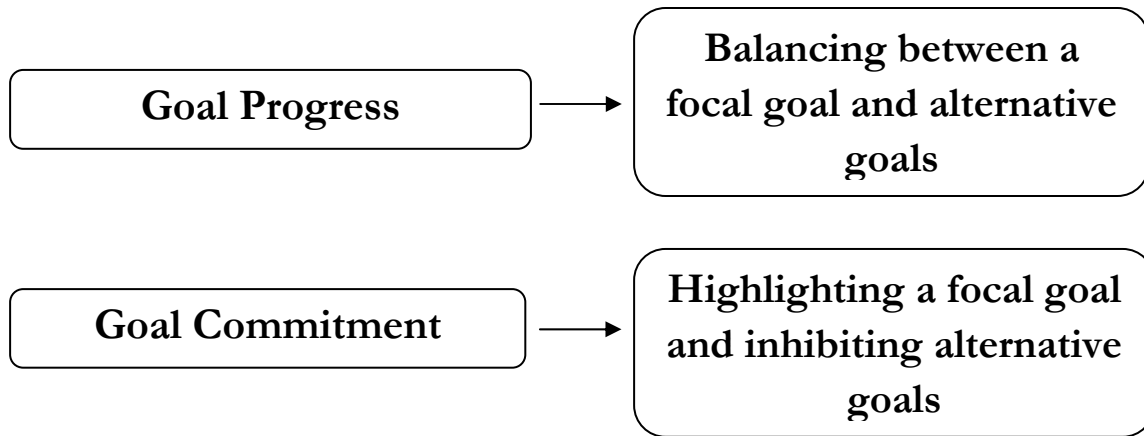 Goal Progress
Balancing between a
focal goal and alternative
goals
Goal Commitment
Highlighting a focal goal
and inhibiting alternative
goals